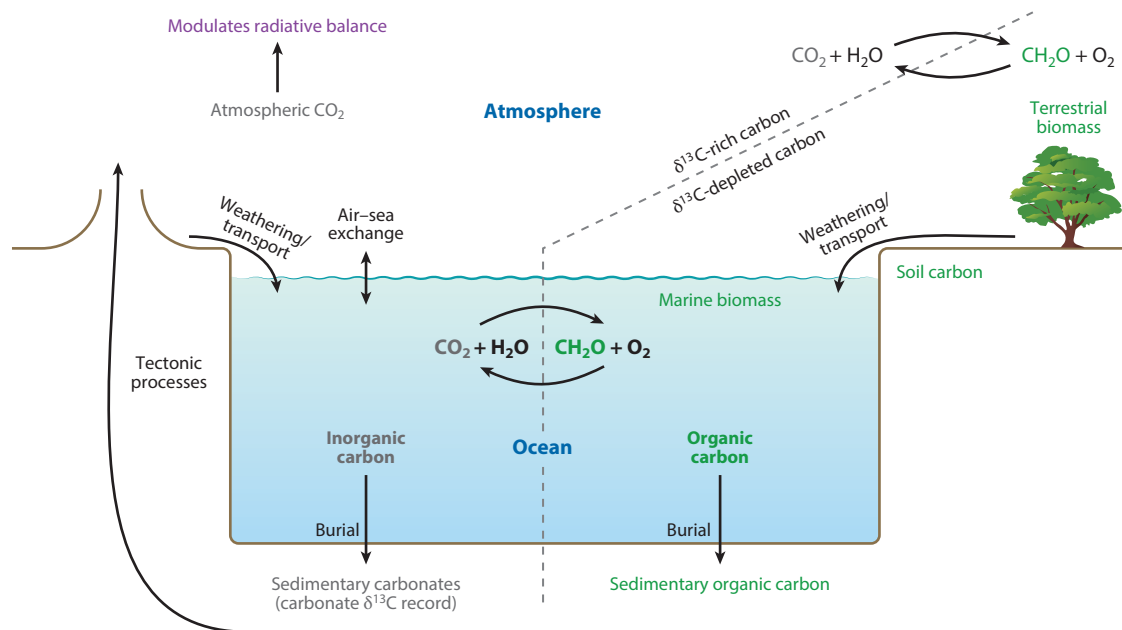 Modulates radiative balance
CO₂ + H₂O
CH₂O + O₂
Atmospheric CO₂
Atmosphere
Terrestrial
biomass
δ¹³C-rich carbon
δ¹³C-depleted carbon
Weathering/
transport
Air–sea
exchange
Weathering/
transport
Soil carbon
Marine biomass
CO₂ + H₂O
CH₂O + O₂
Tectonic
processes
Inorganic
carbon
Ocean
Organic
carbon
Burial
Burial
Sedimentary carbonates
(carbonate δ¹³C record)
Sedimentary organic carbon